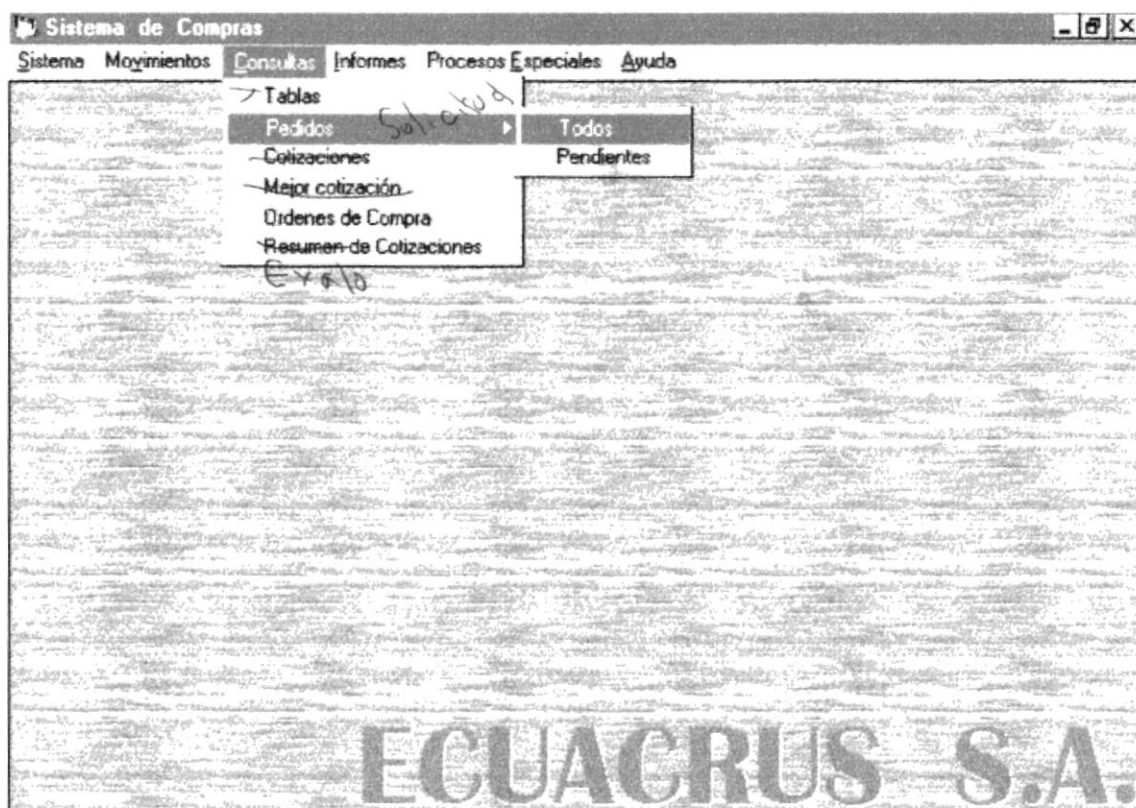 Sistema de Compras
Sistema Movimientos Consultas Informes Procesos Especiales Ayuda
Tablas
Pedidos Solicitud Todos
Cotizaciones Pendientes
Mejor cotización
Ordenes de Compra
Resumen de Cotizaciones
ECUACRUS S.A.